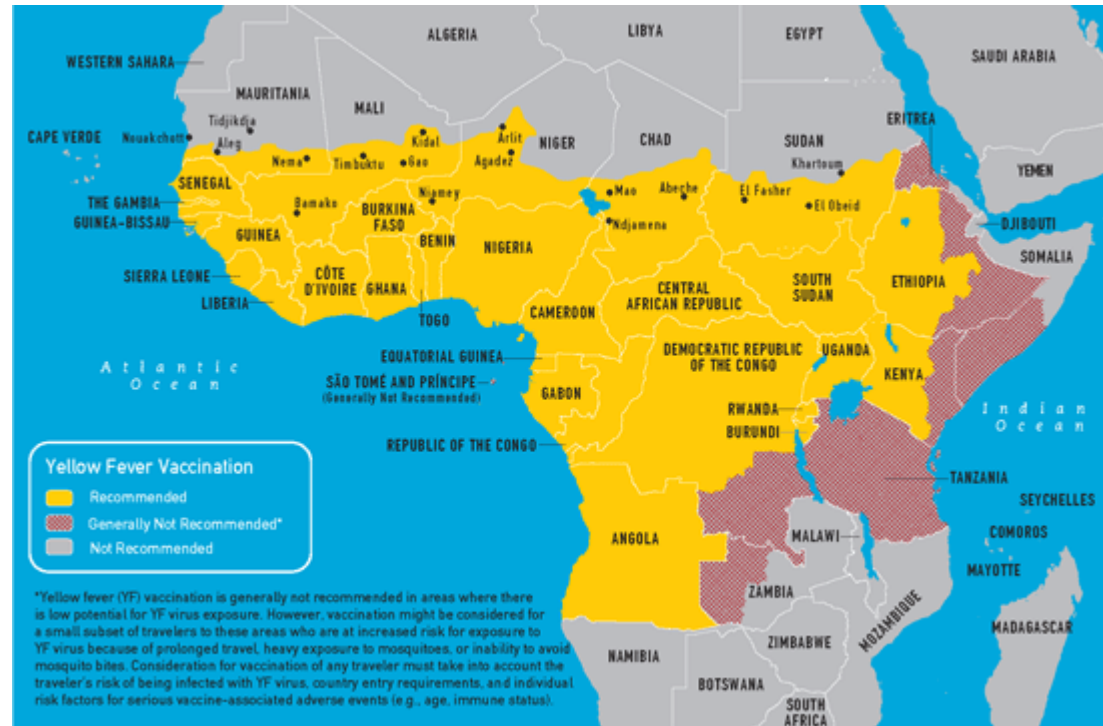 ALGERIA
LIBYA
EGYPT
SAUDI ARABIA
WESTERN SAHARA
MAURITANIA
MALI
NIGER
CHAD
SUDAN
ERITREA
YEMEN
CAPE VERDE
Nouakchott
Tidjikdja
Aleg
Nema
Timbuktu
Kidal
Gao
Arlit
Agadez
Khartoum
SENEGAL
Bamako
Niamey
Mao
Abeche
El Fasher
El Obeid
Ndjamena
THE GAMBIA
GUINEA-BISSAU
GUINEA
BURKINA
FASO
BENIN
NIGERIA
DJIBOUTI
SOMALIA
SIERRA LEONE
LIBERIA
CÔTE
D'IVOIRE
GHANA
TOGO
CAMEROON
CENTRAL
AFRICAN REPUBLIC
SOUTH
SUDAN
ETHIOPIA
Atlantic
Ocean
EQUATORIAL GUINEA
SÃO TOMÉ AND PRÍNCIPE
(Generally Not Recommended)
GABON
DEMOCRATIC REPUBLIC
OF THE CONGO
UGANDA
KENYA
RWANDA
BURUNDI
Indian
Ocean
REPUBLIC OF THE CONGO
TANZANIA
SEYCHELLES
COMOROS
MAYOTTE
ANGOLA
MALAWI
ZAMBIA
MOZAMBIQUE
MADAGASCAR
ZIMBABWE
NAMIBIA
BOTSWANA
SOUTH
AFRICA
Yellow Fever Vaccination
Recommended
Generally Not Recommended*
Not Recommended
*Yellow fever (YF) vaccination is generally not recommended in areas where there
is low potential for YF virus exposure. However, vaccination might be considered for
a small subset of travelers to these areas who are at increased risk for exposure to
YF virus because of prolonged travel, heavy exposure to mosquitoes, or inability to avoid
mosquito bites. Consideration for vaccination of any traveler must take into account the
traveler's risk of being infected with YF virus, country entry requirements, and individual
risk factors for serious vaccine-associated adverse events (e.g., age, immune status).